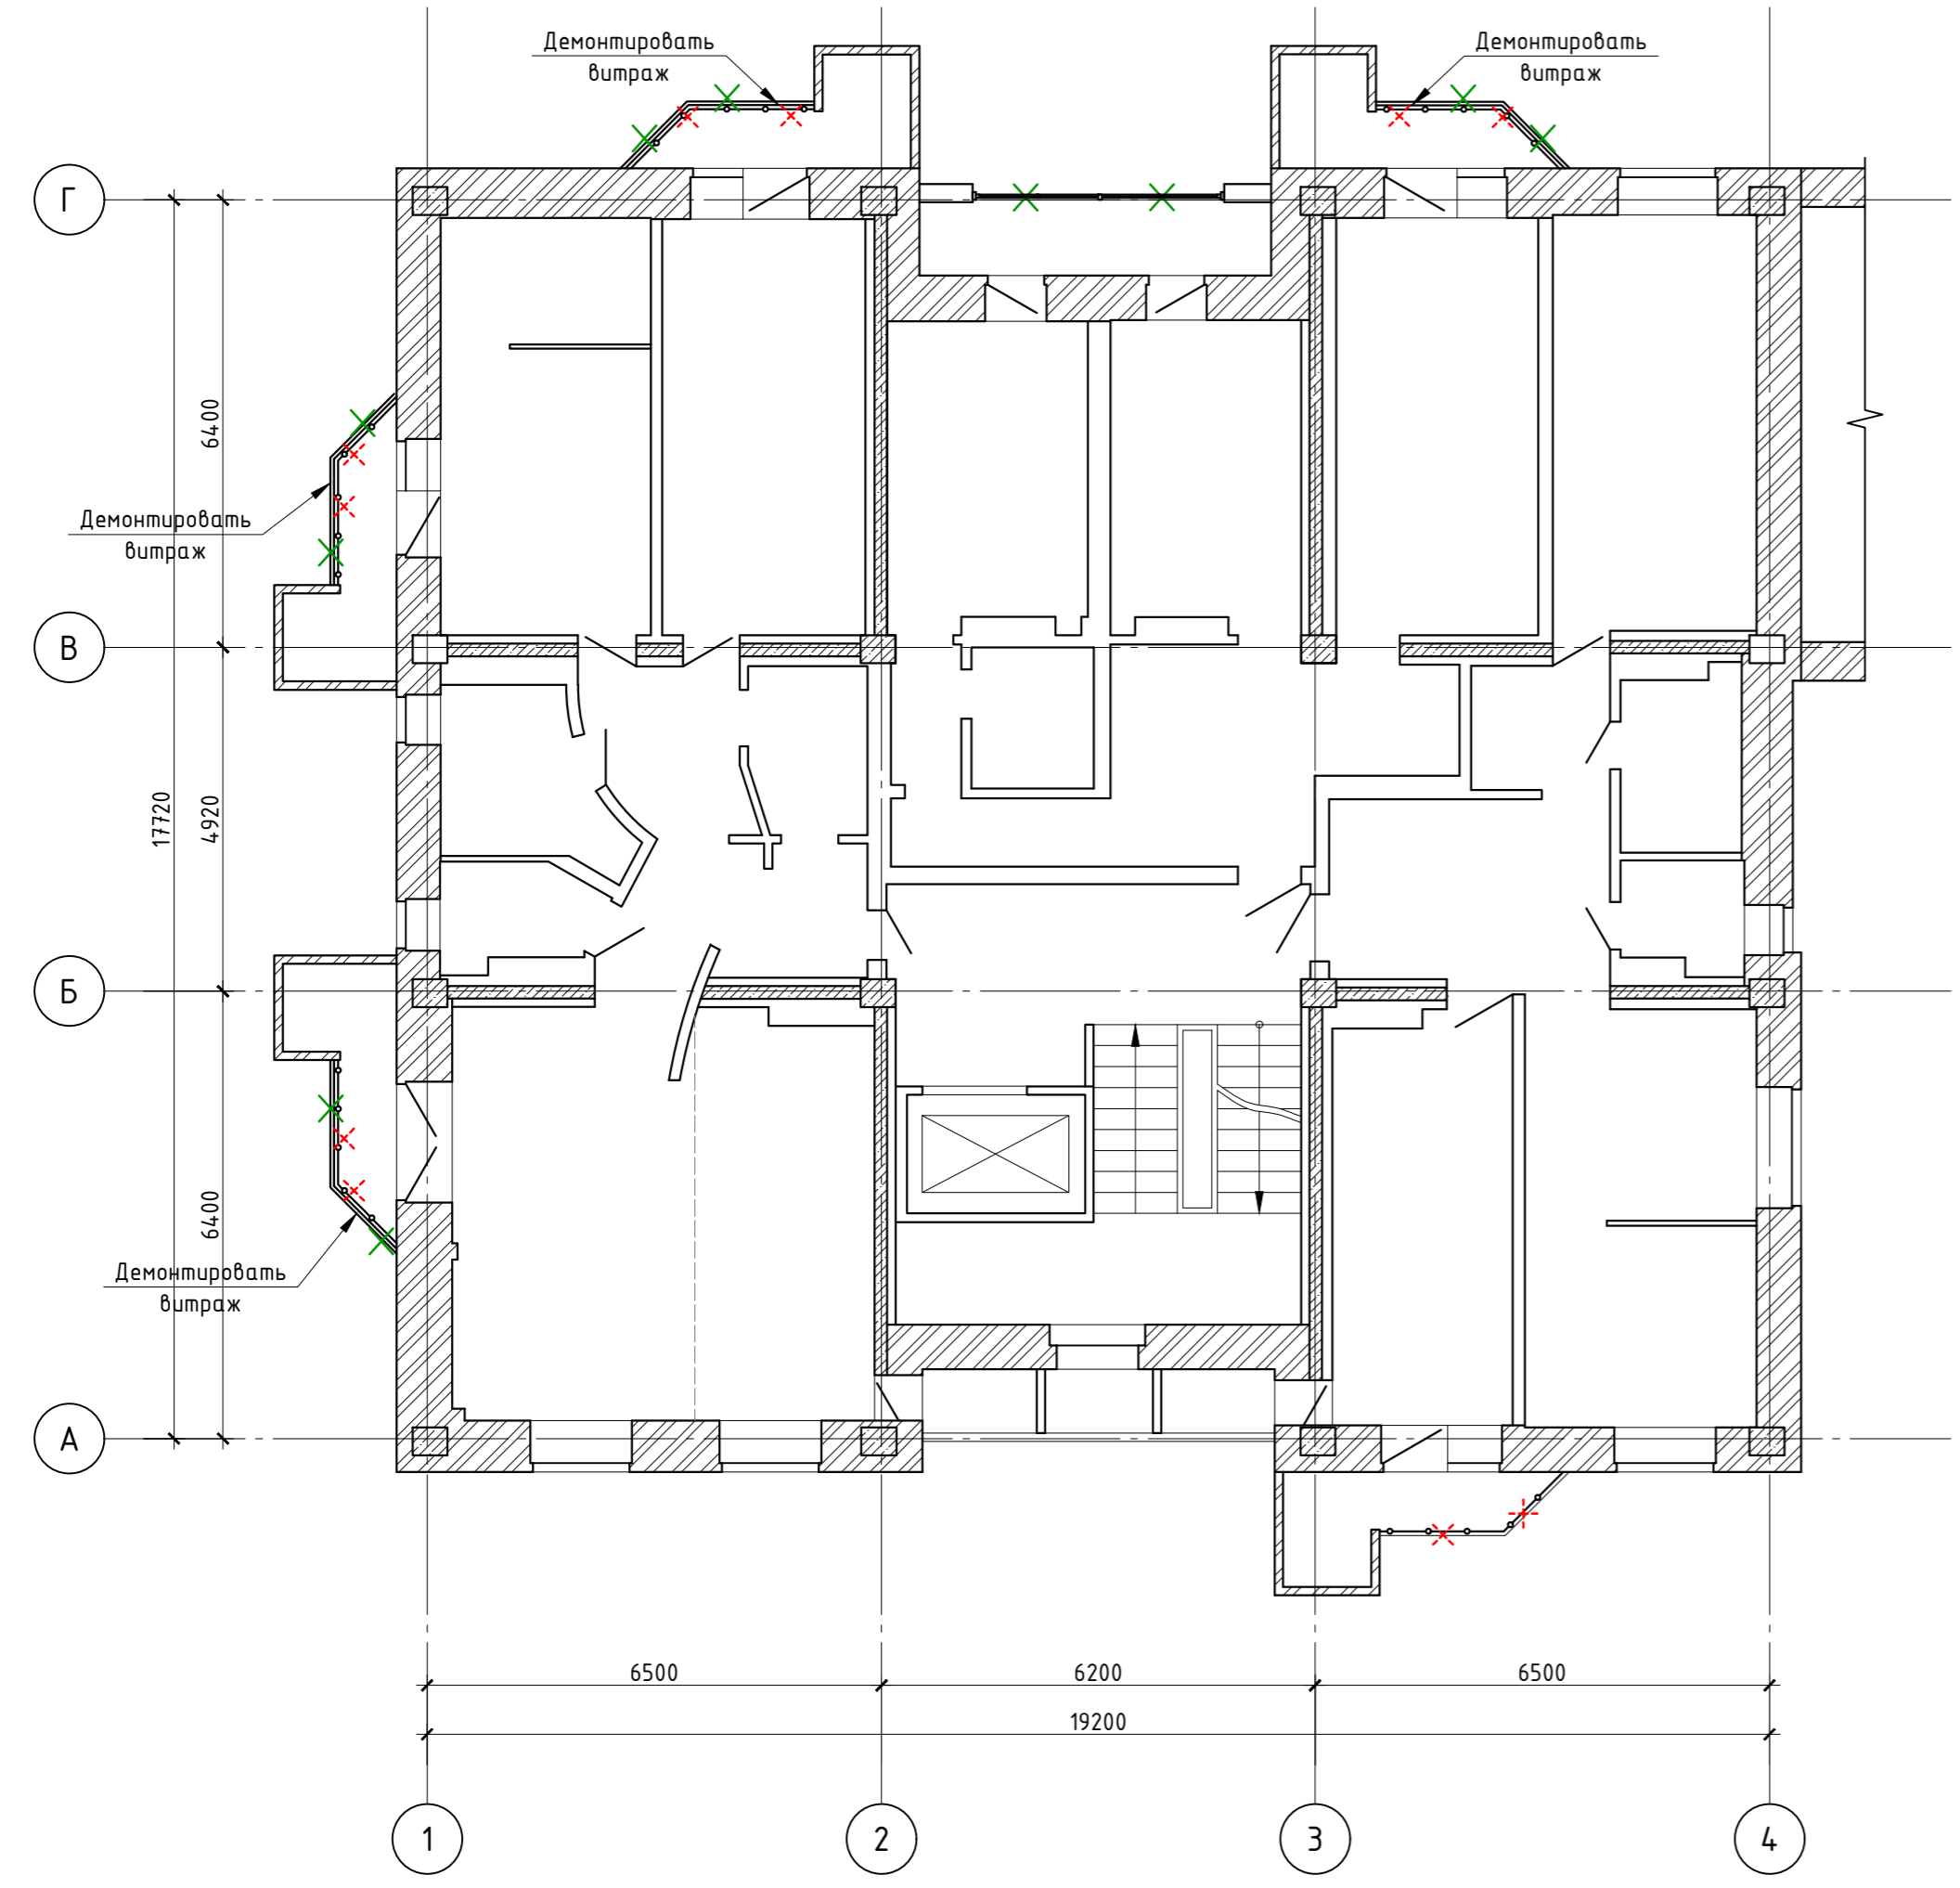 Демонтировать
витраж
Демонтировать
витраж
Г
6400
Демонтировать
витраж
В
17720
4920
Б
6400
Демонтировать
витраж
А
6500
6200
6500
19200
1
2
3
4